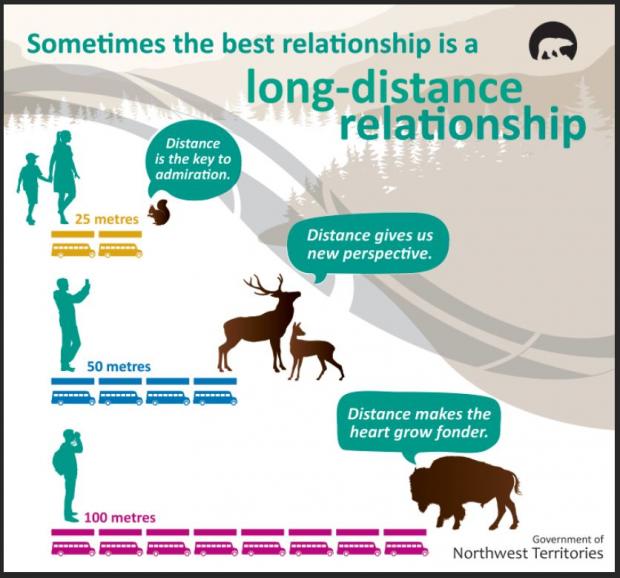 Sometimes the best relationship is a
long-distance
relationship
Distance
is the key to
admiration.
25 metres
Distance gives us
new perspective.
50 metres
Distance makes the
heart grow fonder.
100 metres
Government of
Northwest Territories